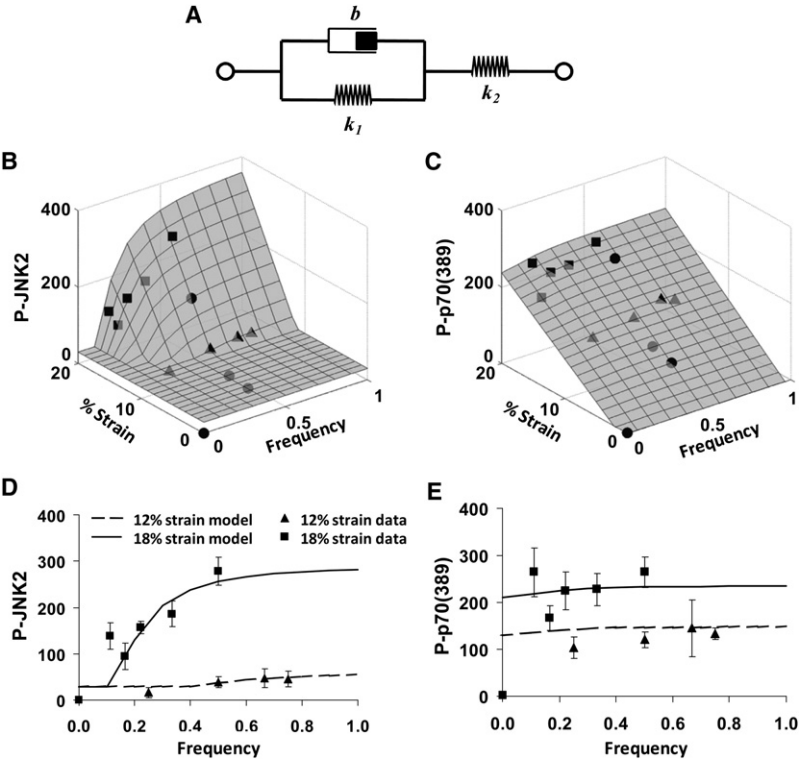 A
b
k1
k2
B
P-JNK2
400
200
0
20
10
0
% Strain
0
0.5
1
Frequency
C
P-p70(389)
400
200
0
20
10
0
% Strain
0
0.5
1
Frequency
D
P-JNK2
400
300
200
100
0
12% strain model
12% strain data
18% strain model
18% strain data
0.0 0.2 0.4 0.6 0.8 1.0
Frequency
E
P-p70(389)
400
300
200
100
0
0.0 0.2 0.4 0.6 0.8 1.0
Frequency